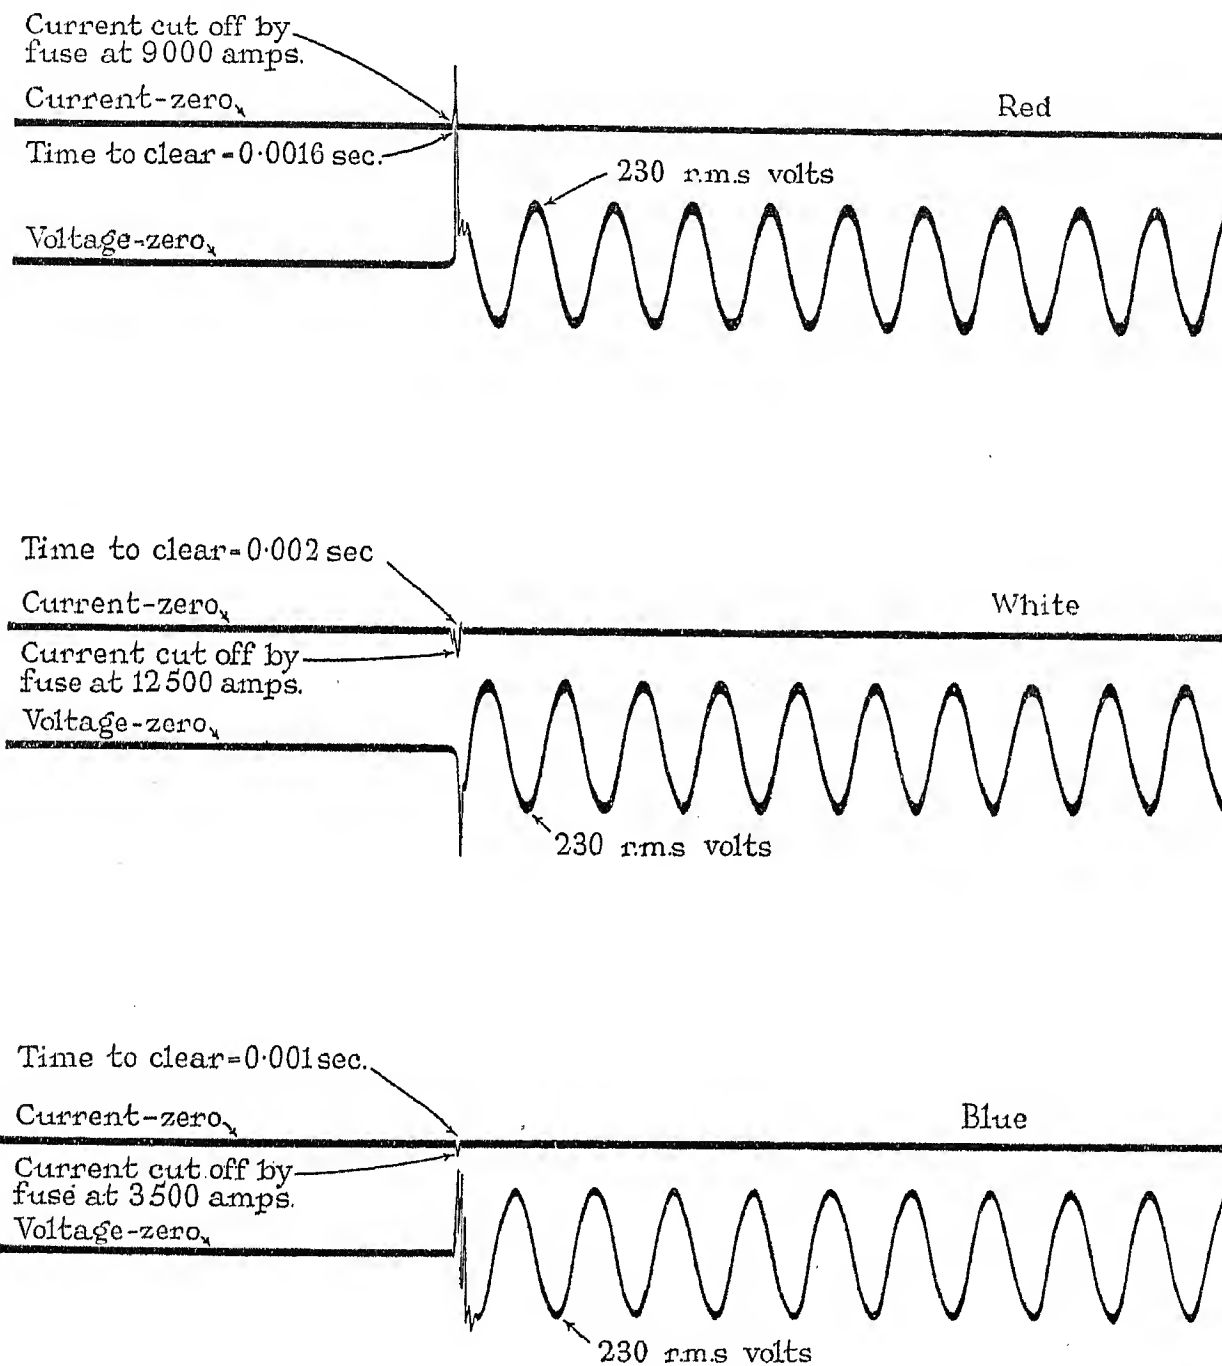 Current cut off by
fuse at 9000 amps.
Current-zero
Red
Time to clear = 0·0016 sec.
230 r.m.s volts
Voltage-zero
Time to clear = 0·002 sec
Current-zero
White
Current cut off by
fuse at 12500 amps.
Voltage-zero
230 r.m.s volts
Time to clear = 0·001 sec.
Current-zero
Blue
Current cut off by
fuse at 3500 amps.
Voltage-zero
230 r.m.s volts